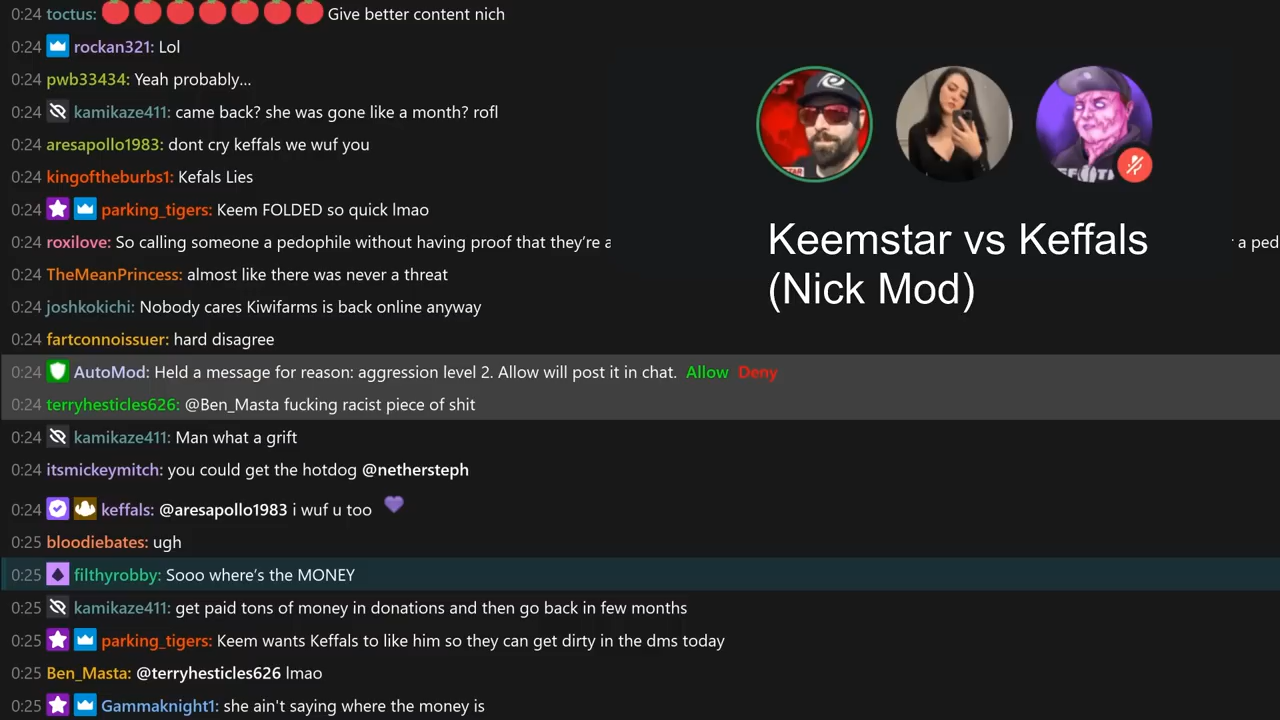 0:24 toctus: Give better content nich
0:24 rockan321: Lol
0:24 pwb33434: Yeah probably...
0:24 kamikaze411: came back? she was gone like a month? rofl
0:24 aresapollo1983: dont cry keffals we wuf you
0:24 kingoftheburbs1: Kefals Lies
0:24 parking_tigers: Keem FOLDED so quick lmao
0:24 roxilove: So calling someone a pedophile without having proof that they're a
a ped
Keemstar vs Keffals
(Nick Mod)
0:24 TheMeanPrincess: almost like there was never a threat
0:24 joshkokichi: Nobody cares Kiwifarms is back online anyway
0:24 fartconnoissuer: hard disagree
0:24 AutoMod: Held a message for reason: aggression level 2. Allow will post it in chat. Allow Deny
0:24 terryhesticles626: @Ben_Masta fucking racist piece of shit
0:24 kamikaze411: Man what a grift
0:24 itsmickeymitch: you could get the hotdog @nethersteph
0:24 keffals: @aresapollo1983 i wuf u too
0:25 bloodiebates: ugh
0:25 filthyrobby: Sooo where's the MONEY
0:25 kamikaze411: get paid tons of money in donations and then go back in few months
0:25 parking_tigers: Keem wants Keffals to like him so they can get dirty in the dms today
0:25 Ben_Masta: @terryhesticles626 lmao
0:25 Gammaknight1: she ain't saying where the money is